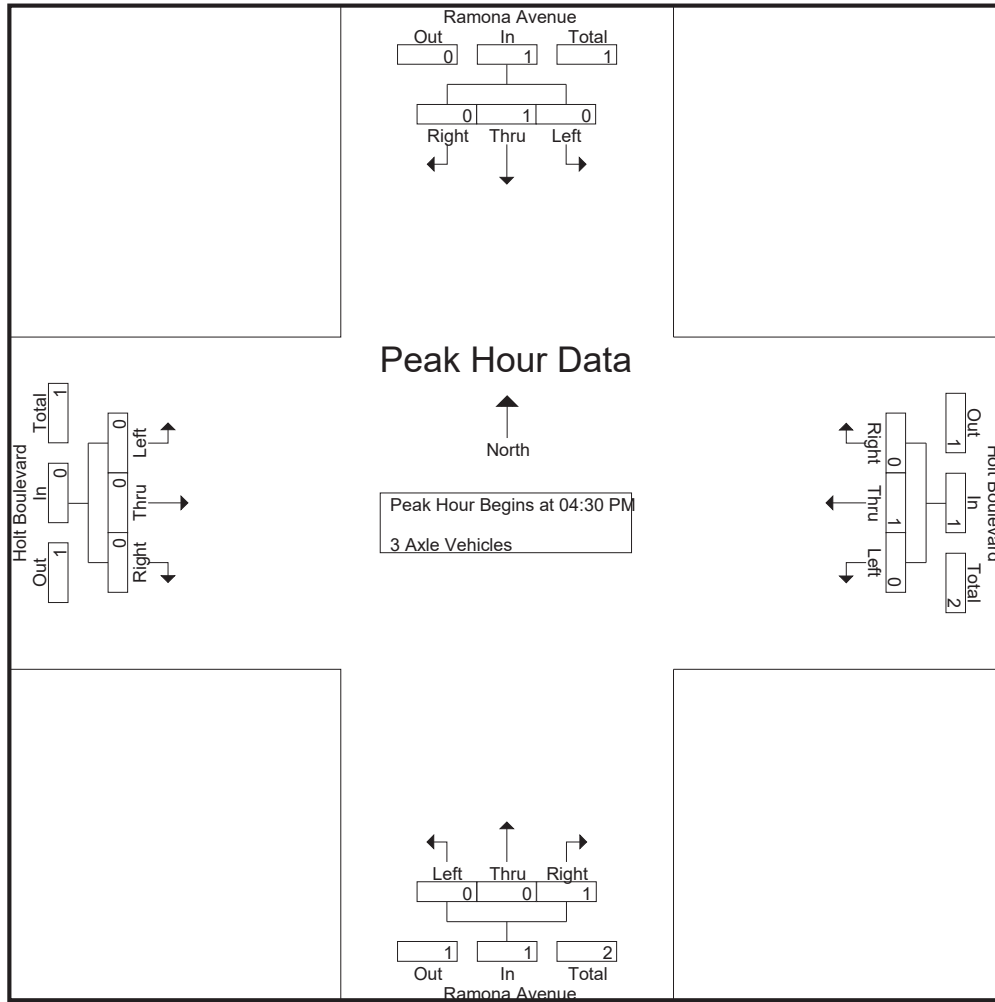 Ramona Avenue
Out In Total
0 1 1
0 1 0
Right Thru Left
Peak Hour Data
North
Peak Hour Begins at 04:30 PM
3 Axle Vehicles
Holt Boulevard
Out In Total
1 0 1
Left Thru Right
0 0 0
Holt Boulevard
Out In Total
1 1 2
Right Thru Left
0 1 0
Left Thru Right
0 0 1
1 1 2
Out In Total
Ramona Avenue